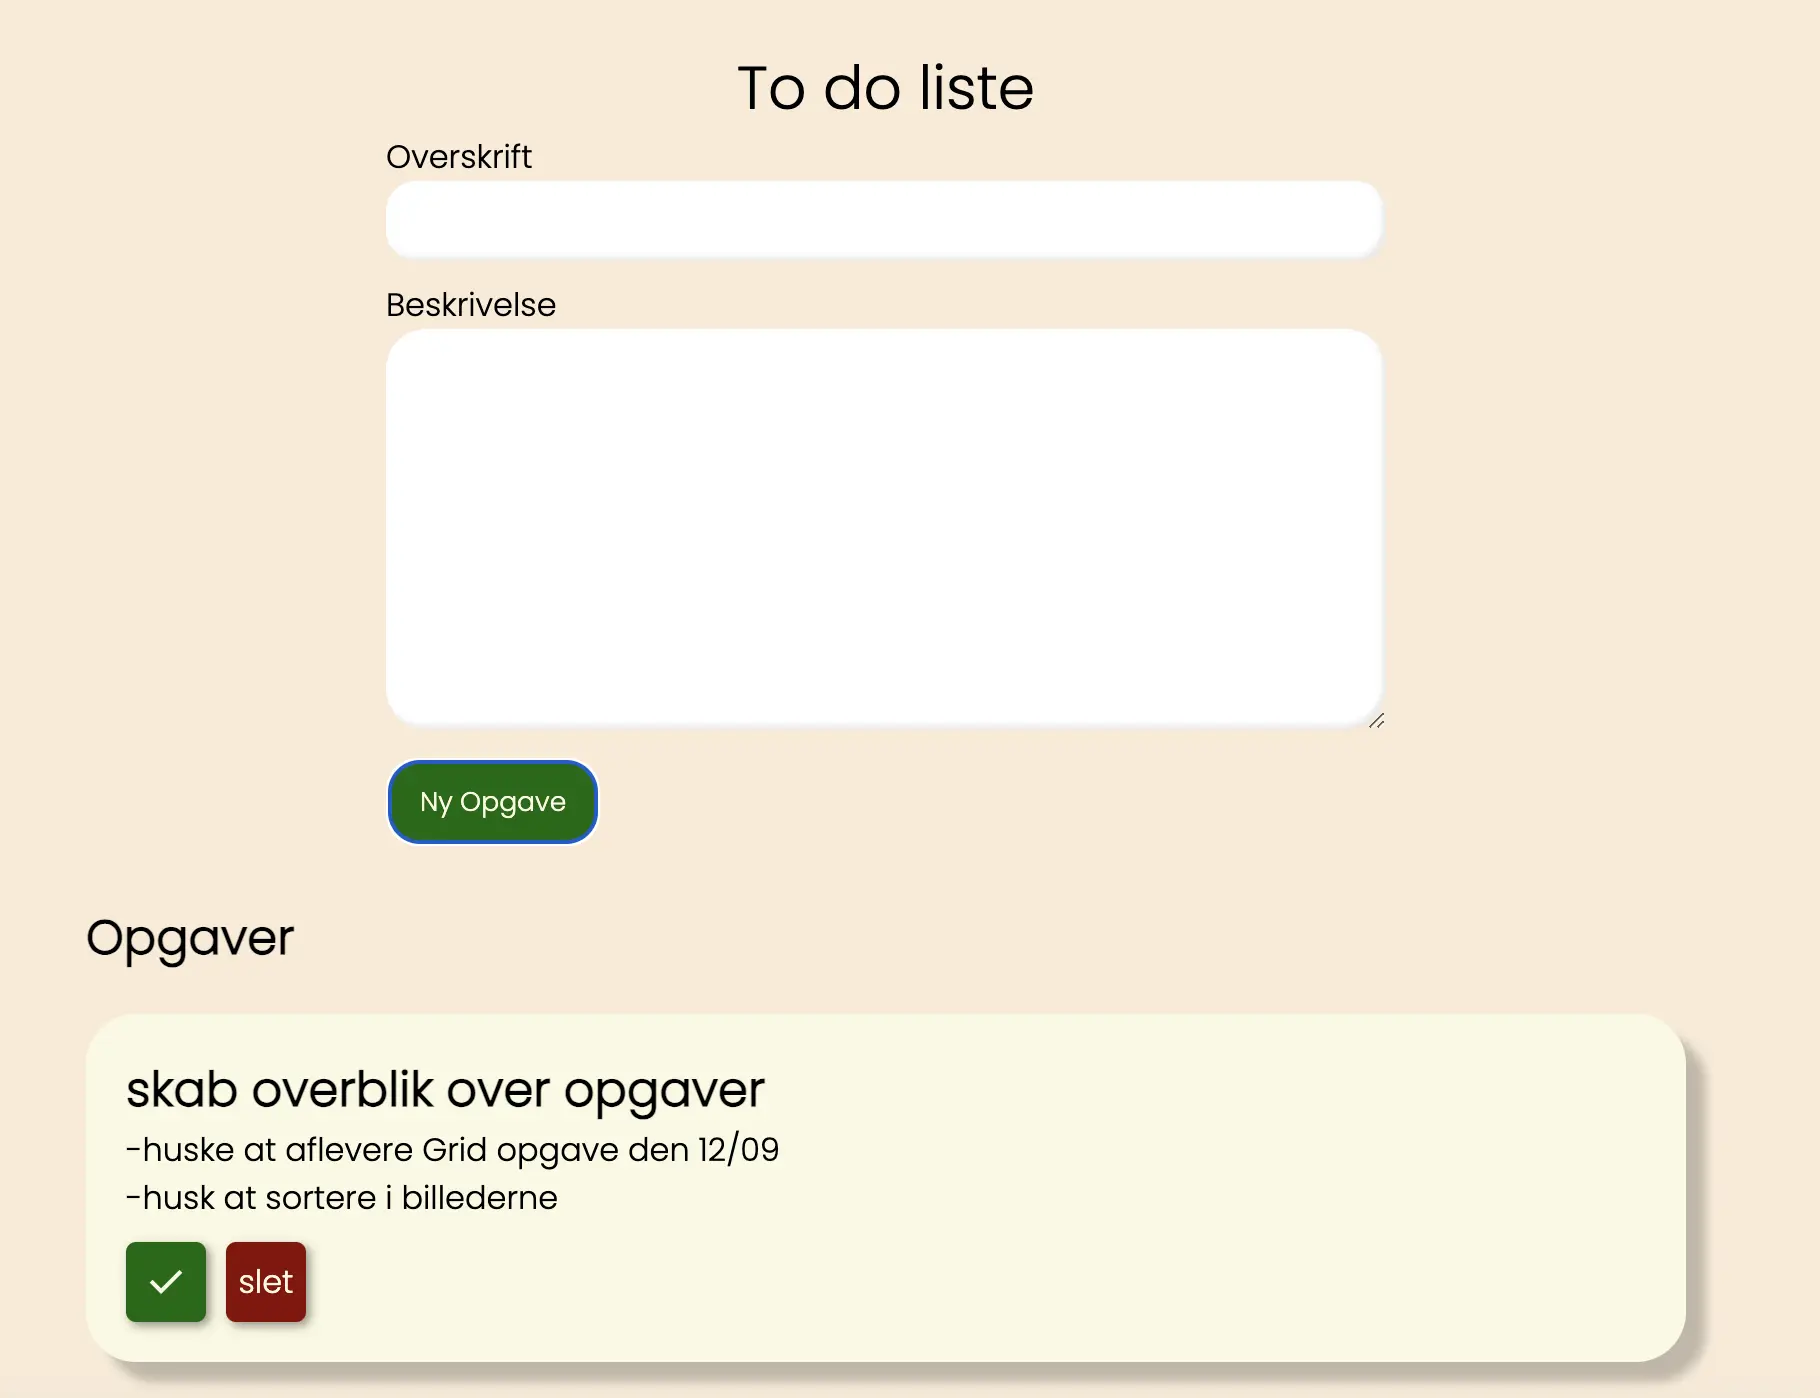 To do liste
Overskrift
Beskrivelse
Ny Opgave
Opgaver
skab overblik over opgaver
-huske at aflevere Grid opgave den 12/09
-husk at sortere i billederne
slet